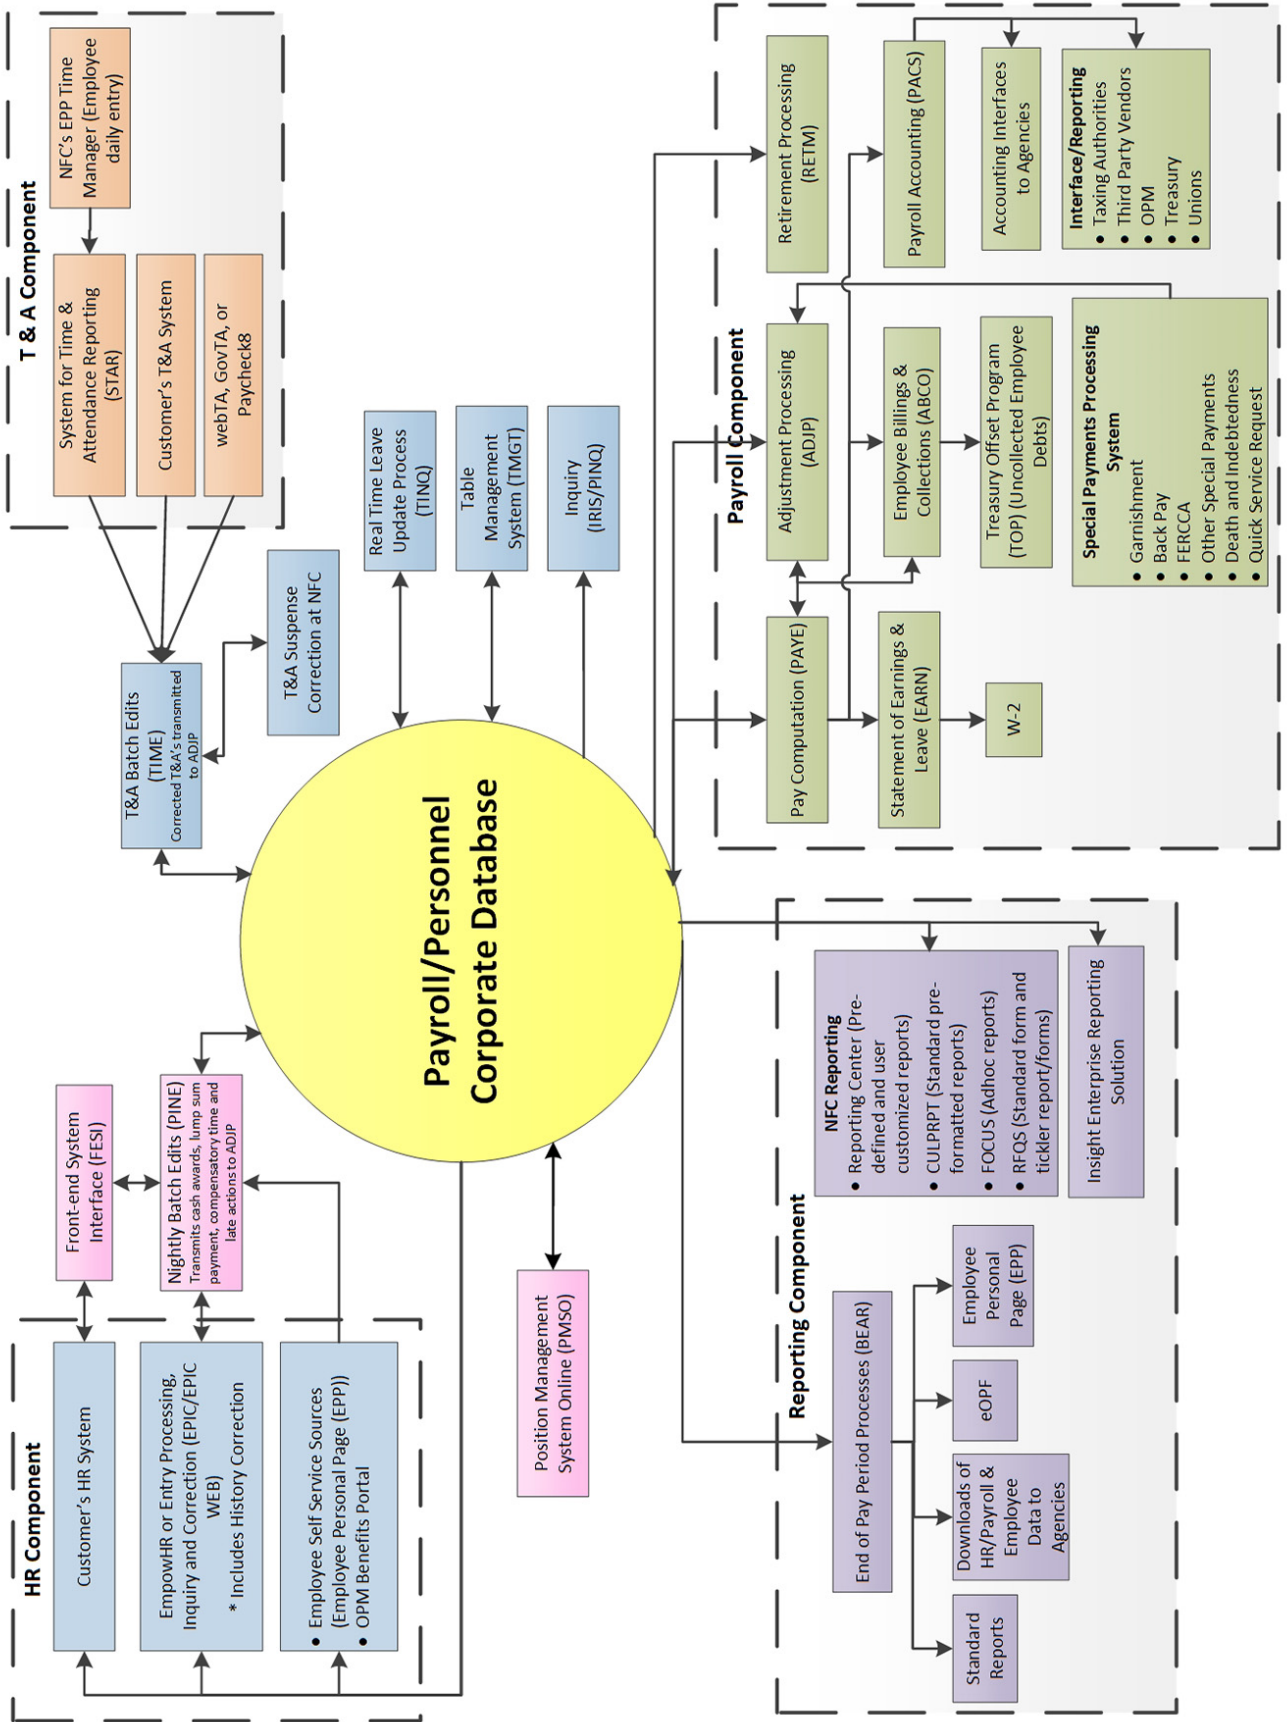 HR Component
Customer's HR System
EmpowHR or Entry Processing,
Inquiry and Correction (EPIC/EPIC
WEB)
* Includes History Correction
• Employee Self Service Sources
(Employee Personal Page (EPP))
• OPM Benefits Portal
Front-end System
Interface (FESI)
Nightly Batch Edits (PINE)
Transmits cash awards, lump sum
payment, compensatory time and
late actions to ADJP
Position Management
System Online (PMSO)
Payroll/Personnel
Corporate Database
T&A Batch Edits
(TIME)
Corrected T&A's transmitted
to ADJP
T&A Suspense
Correction at NFC
T & A Component
System for Time &
Attendance Reporting
(STAR)
NFC's EPP Time
Manager (Employee
daily entry)
Customer's T&A System
webTA, GovTA, or
Paycheck8
Real Time Leave
Update Process
(TINQ)
Table
Management
System (TMGT)
Inquiry
(IRIS/PINQ)
Reporting Component
End of Pay Period Processes (BEAR)
Standard
Reports
Downloads of
HR/Payroll &
Employee
Data to
Agencies
eOPF
Employee
Personal
Page (EPP)
NFC Reporting
• Reporting Center (Pre-
defined and user
customized reports)
• CULPRPT (Standard pre-
formatted reports)
• FOCUS (Adhoc reports)
• RFQS (Standard form and
tickler report/forms)
Insight Enterprise Reporting
Solution
Payroll Component
Pay Computation (PAYE)
Statement of Earnings &
Leave (EARN)
W-2
Adjustment Processing
(ADJP)
Employee Billings &
Collections (ABCO)
Treasury Offset Program
(TOP) (Uncollected Employee
Debts)
Special Payments Processing
System
• Garnishment
• Back Pay
• FERCCA
• Other Special Payments
• Death and Indebtedness
• Quick Service Request
Retirement Processing
(RETM)
Payroll Accounting (PACS)
Accounting Interfaces
to Agencies
Interface/Reporting
• Taxing Authorities
• Third Party Vendors
• OPM
• Treasury
• Unions